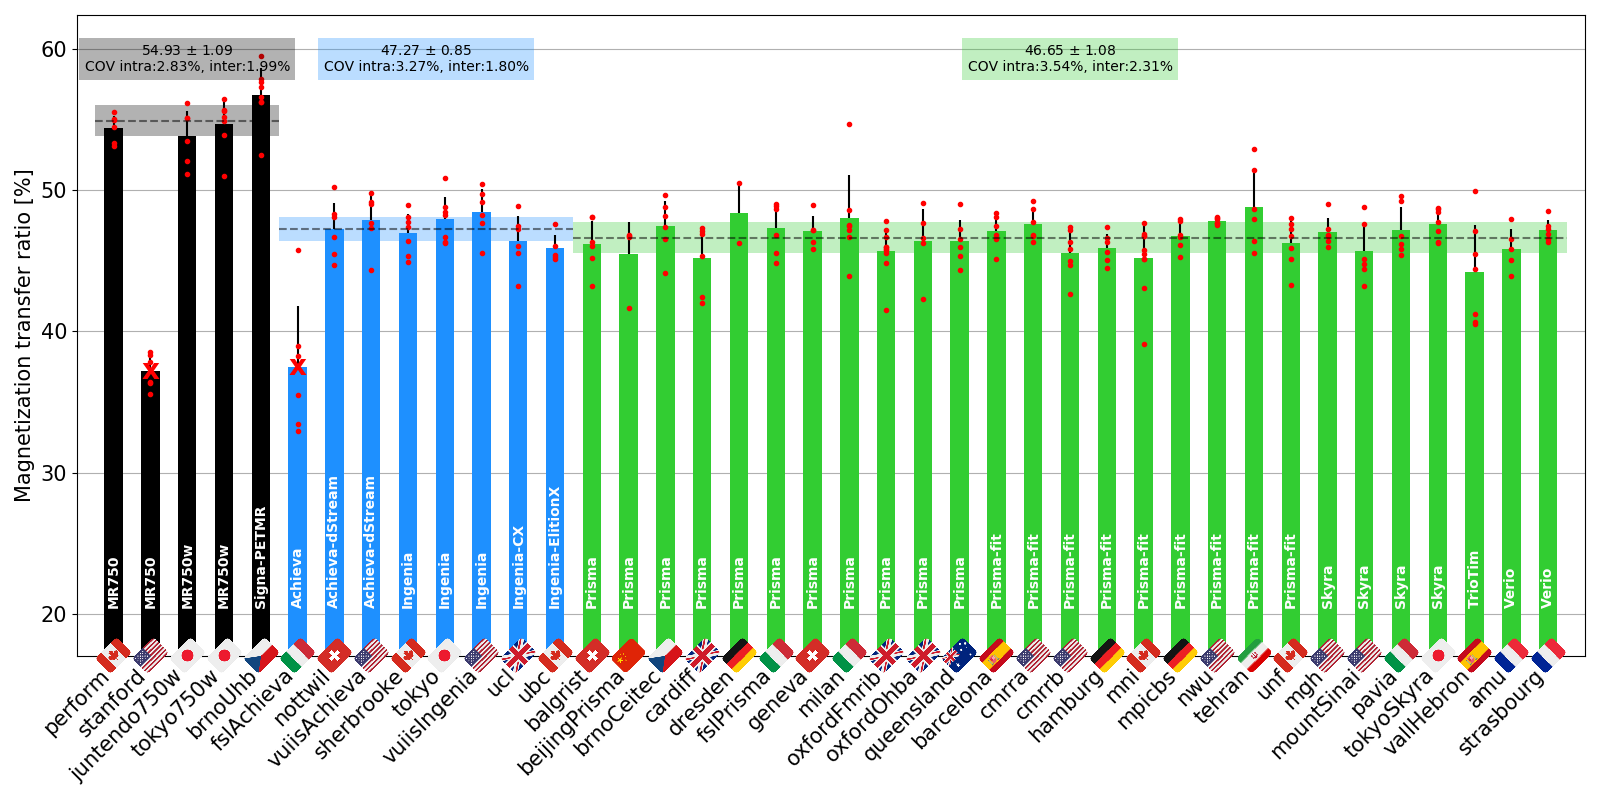 54.93 ± 1.09
COV intra:2.83%, inter:1.99%
47.27 ± 0.85
COV intra:3.27%, inter:1.80%
46.65 ± 1.08
COV intra:3.54%, inter:2.31%
Magnetization transfer ratio [%]
60
50
40
30
20
MR750
MR750
MR750w
MR750w
Signa-PETMR
Achieva
Achieva-dStream
Achieva-dStream
Ingenia
Ingenia
Ingenia
Ingenia-CX
Ingenia-ElitionX
Prisma
Prisma
Prisma
Prisma
Prisma
Prisma
Prisma
Prisma
Prisma
Prisma
Prisma
Prisma-fit
Prisma-fit
Prisma-fit
Prisma-fit
Prisma-fit
Prisma-fit
Prisma-fit
Prisma-fit
Prisma-fit
Skyra
Skyra
Skyra
Skyra
TrioTim
Verio
Verio
perform
stanford
juntendo750w
tokyo750w
brnoUhb
fslAchieva
nottwil
vuiisAchieva
sherbrooke
tokyo
vuiisIngenia
ucl
ubc
balgrist
beijingPrisma
brnoCeitec
cardiff
dresden
fslPrisma
geneva
milan
oxfordFmrib
oxfordOhba
queensland
barcelona
cmrra
cmrrb
hamburg
mni
mpicbs
nwu
tehran
unf
mgh
mountSinai
pavia
tokyoSkyra
vallHebron
amu
strasbourg